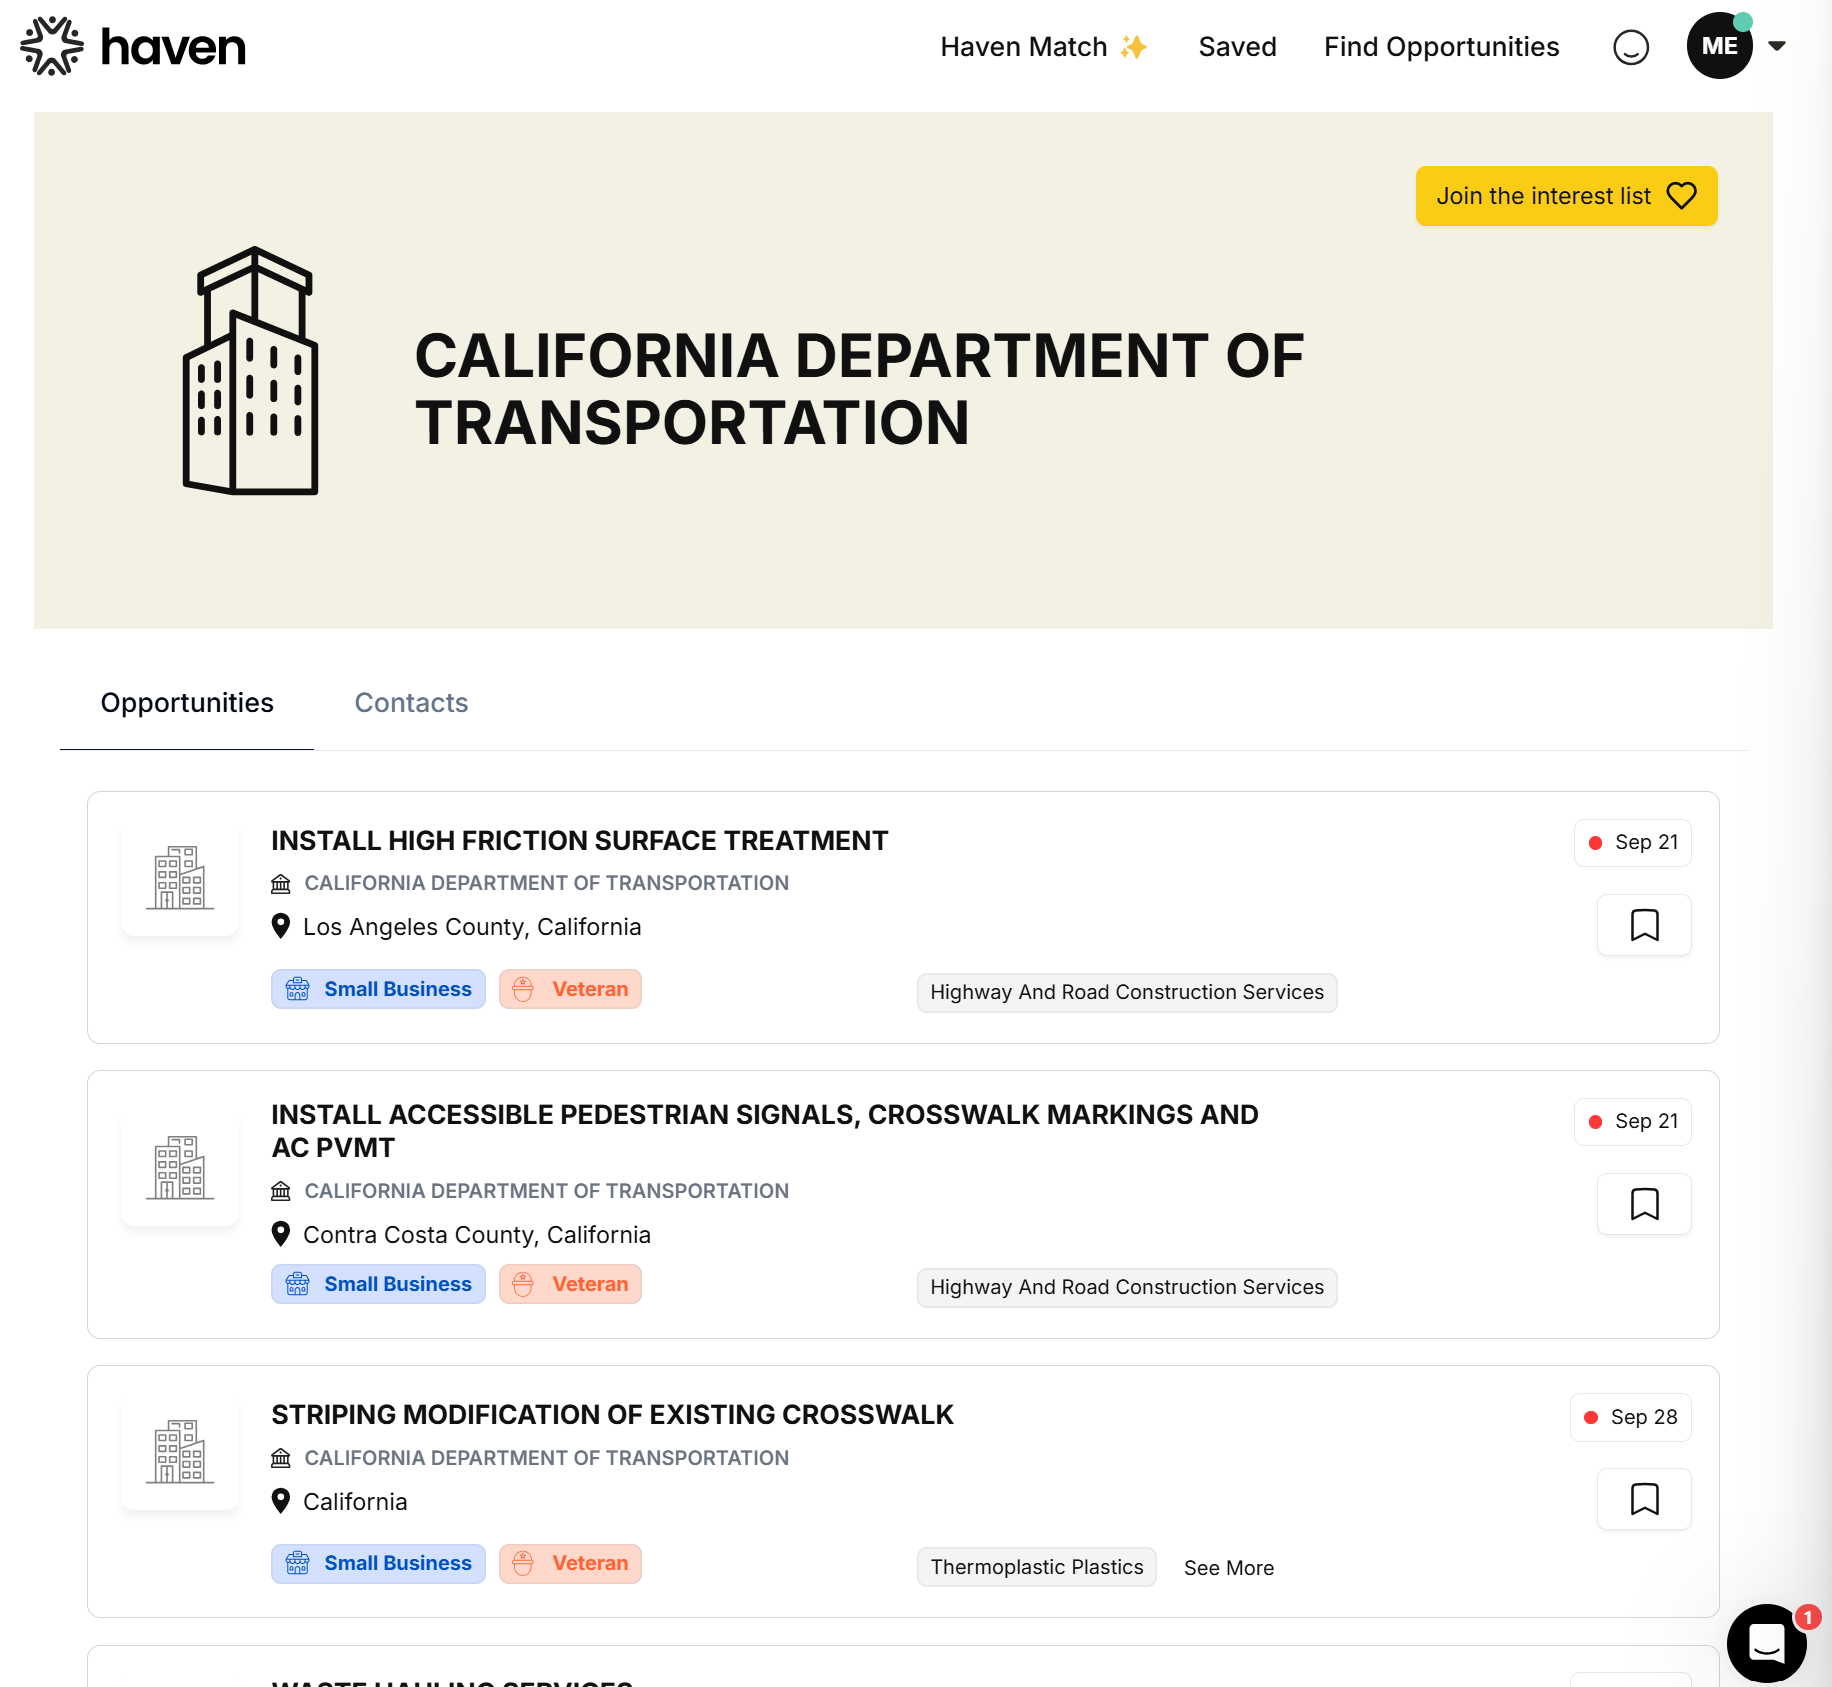 haven
Haven Match
Saved
Find Opportunities
ME
Join the interest list
CALIFORNIA DEPARTMENT OF
TRANSPORTATION
Opportunities
Contacts
INSTALL HIGH FRICTION SURFACE TREATMENT
Sep 21
CALIFORNIA DEPARTMENT OF TRANSPORTATION
Los Angeles County, California
Small Business
Veteran
Highway And Road Construction Services
INSTALL ACCESSIBLE PEDESTRIAN SIGNALS, CROSSWALK MARKINGS AND
AC PVMT
Sep 21
CALIFORNIA DEPARTMENT OF TRANSPORTATION
Contra Costa County, California
Small Business
Veteran
Highway And Road Construction Services
STRIPING MODIFICATION OF EXISTING CROSSWALK
Sep 28
CALIFORNIA DEPARTMENT OF TRANSPORTATION
California
Small Business
Veteran
Thermoplastic Plastics
See More
1
WASTE HAULING SERVICES